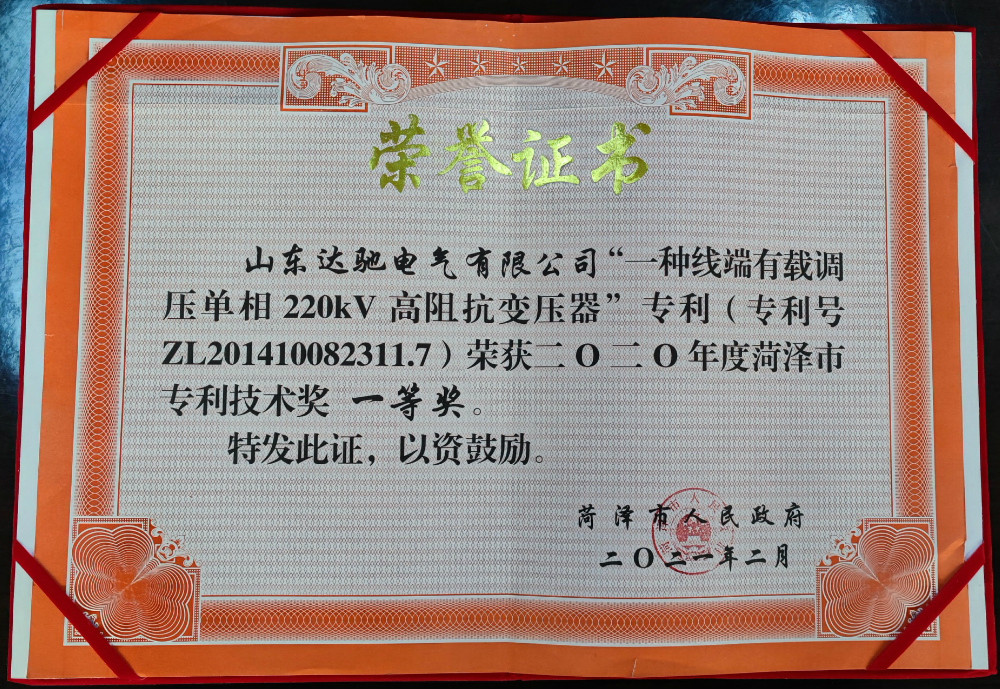 荣誉证书
山东达驰电气有限公司“一种线端有载调
压单相220kV高阻抗变压器”专利（专利号
ZL201410082311.7）荣获二O二O年度菏泽市
专利技术奖 一等奖。
特发此证，以资鼓励。
菏泽市人民政府
二O二一年二月